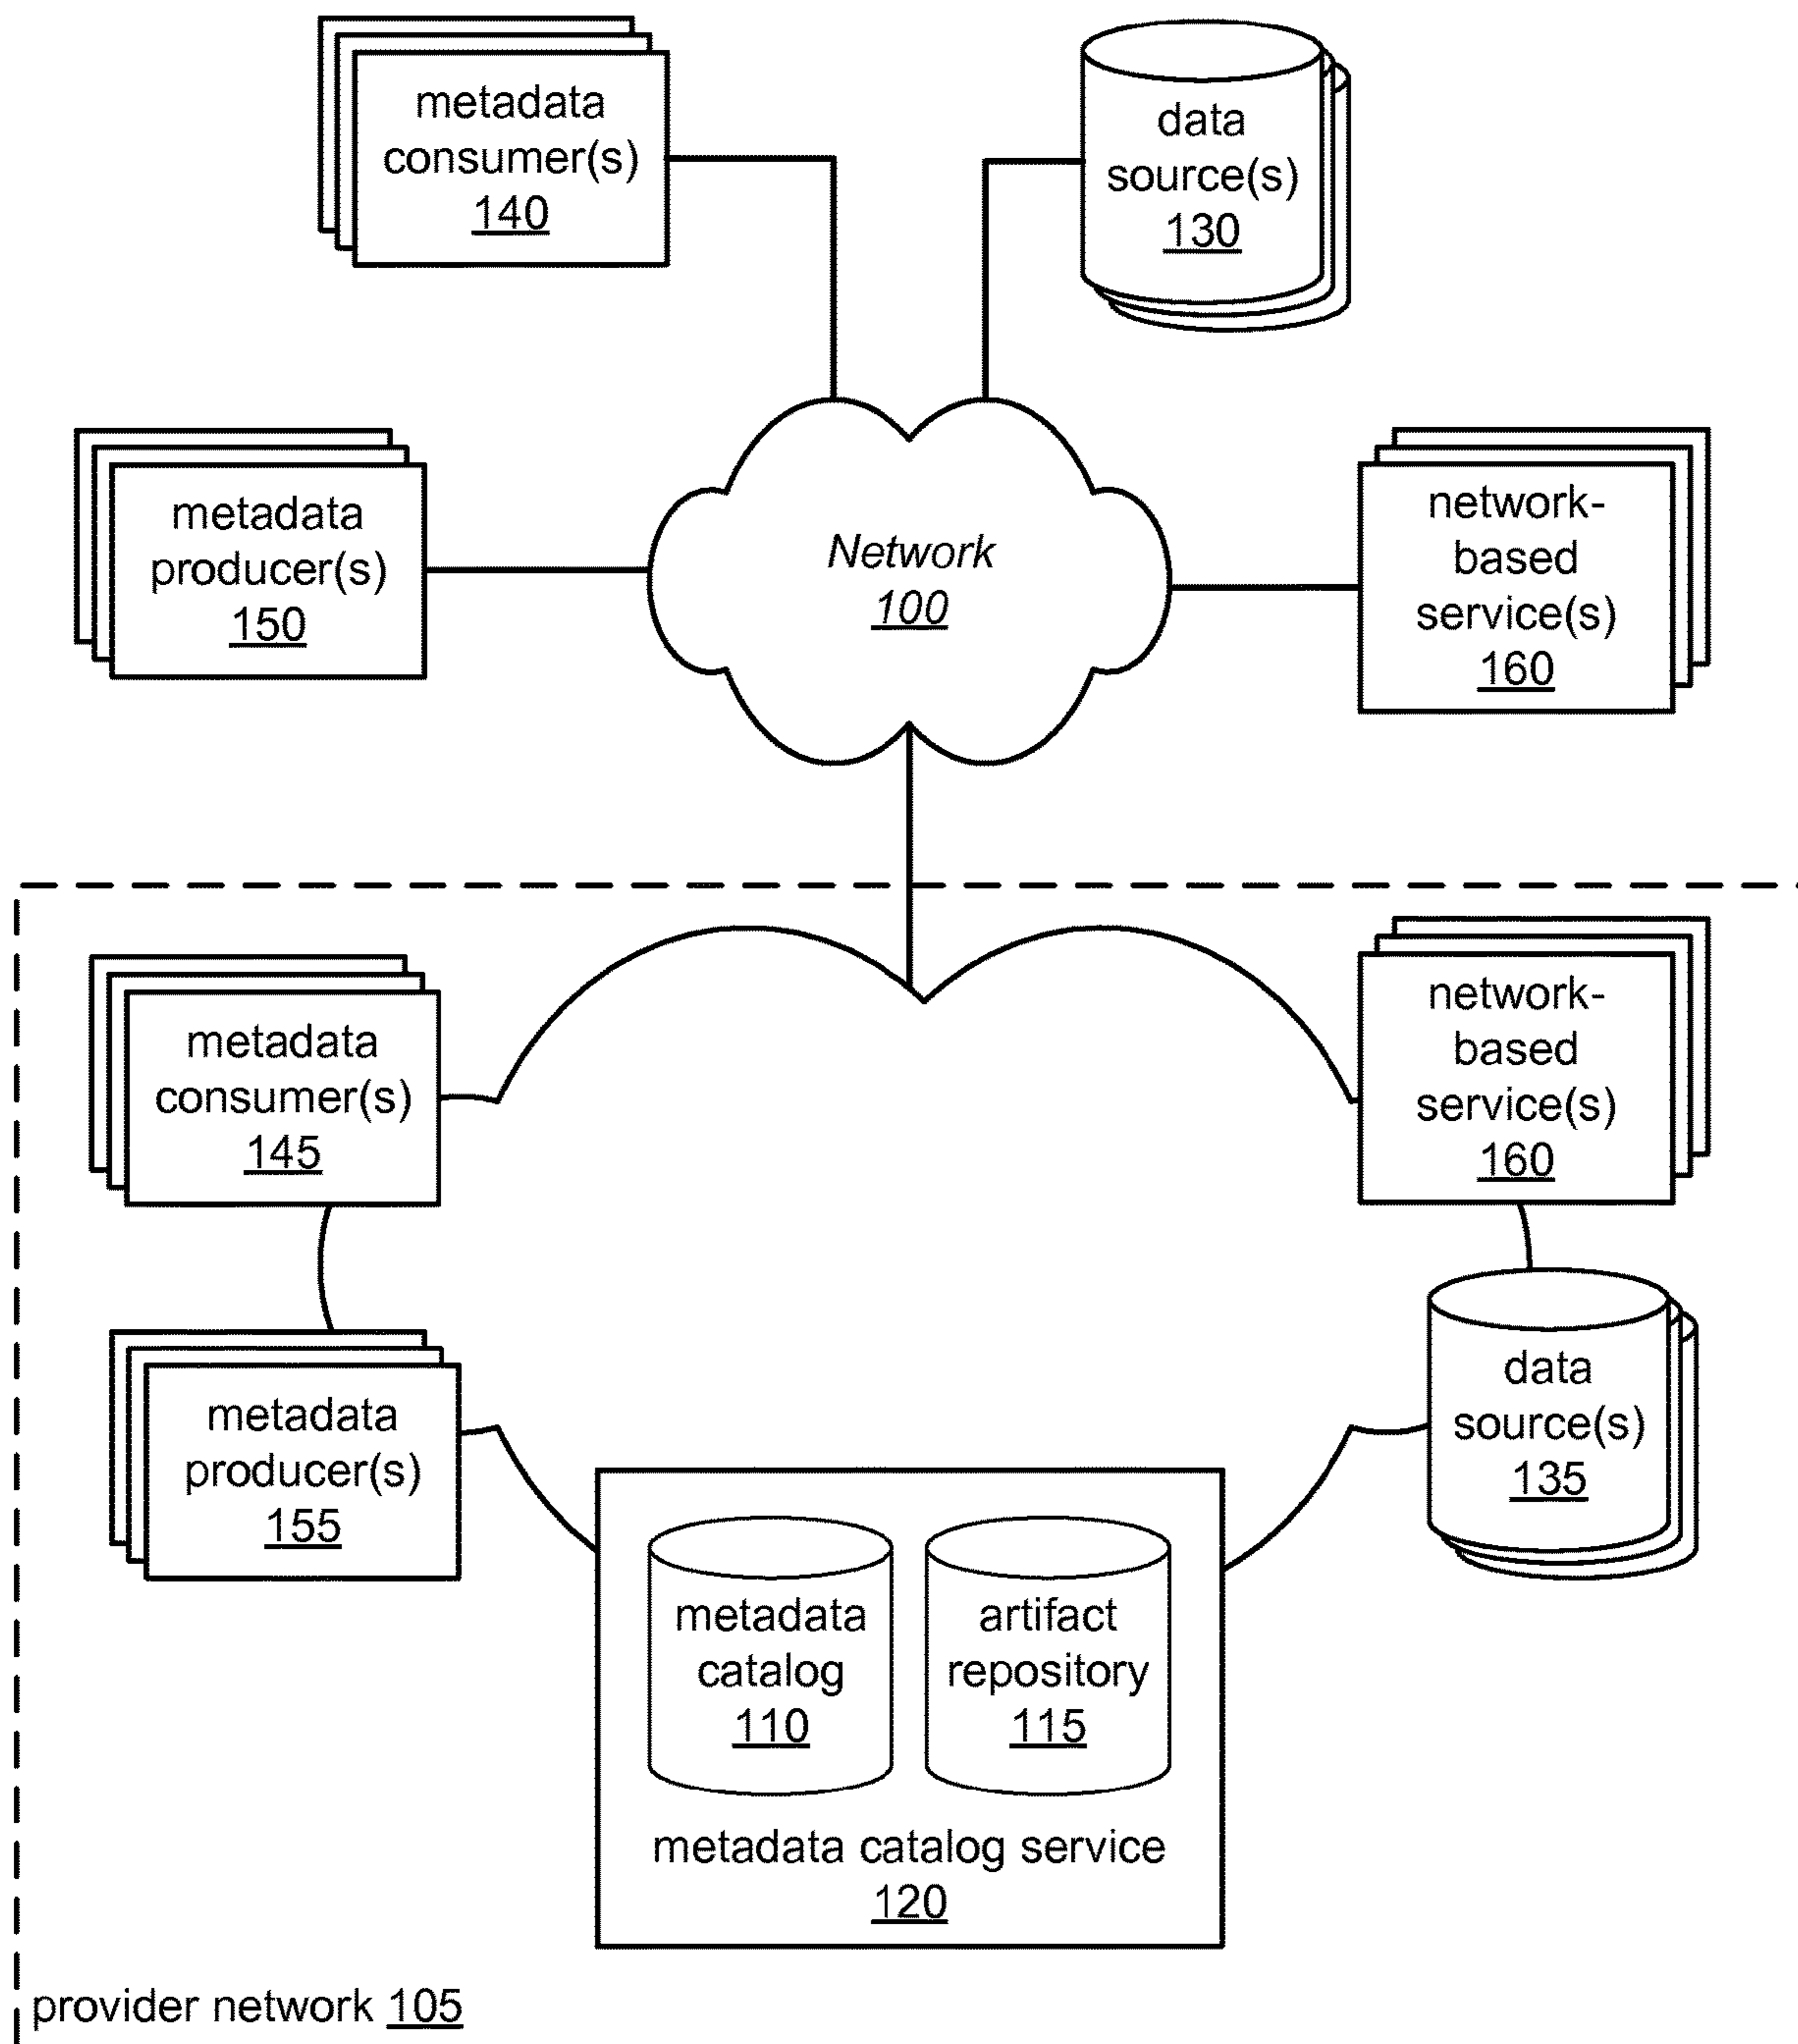 metadata
consumer(s)
140
data
source(s)
130
metadata
producer(s)
150
Network
100
network-
based
service(s)
160
metadata
consumer(s)
145
network-
based
service(s)
160
metadata
producer(s)
155
data
source(s)
135
metadata
catalog
110
artifact
repository
115
metadata catalog service
120
provider network 105